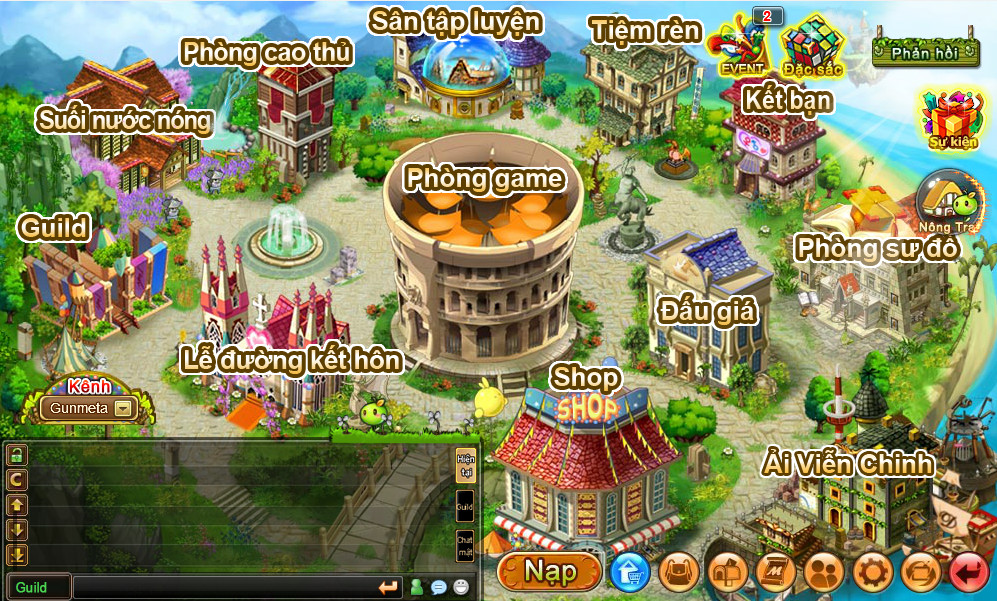 Sân tập luyện
Tiệm rèn
2
EVENT
Đặc sắc
Phản hồi
Phòng cao thủ
Kết bạn
Suối nước nóng
Sự kiện
Phòng game
Nông Trại
Guild
Phòng sư đồ
Đấu giá
Lễ đường kết hôn
Shop
SHOP
Kênh
Gunmeta
Ải Viễn Chinh
Hiện
tại
Guild
Chat
mật
C
Nạp
Guild